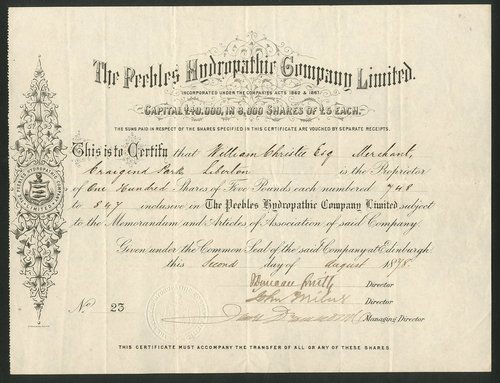 The Peebles Hydropathic Company Limited.
INCORPORATED UNDER THE COMPANIES ACTS 1862 & 1867.
CAPITAL £40,000, IN 8,000 SHARES OF £5 EACH.
THE SUMS PAID IN RESPECT OF THE SHARES SPECIFIED IN THIS CERTIFICATE ARE VOUCHED BY SEPARATE RECEIPTS.
This is to Certify that William Christie Esq Merchant,
Craigend Park Liberton is the Proprietor
of One Hundred Shares of Five Pounds each numbered 748
to 847 inclusive in The Peebles Hydropathic Company Limited subject
to the Memorandum and Articles of Association of said Company.
Given under the Common Seal of the said Company at Edinburgh
this Second day of August 1878.
Director
John Milne Director
No 23
Managing Director
THIS CERTIFICATE MUST ACCOMPANY THE TRANSFER OF ALL OR ANY OF THESE SHARES.